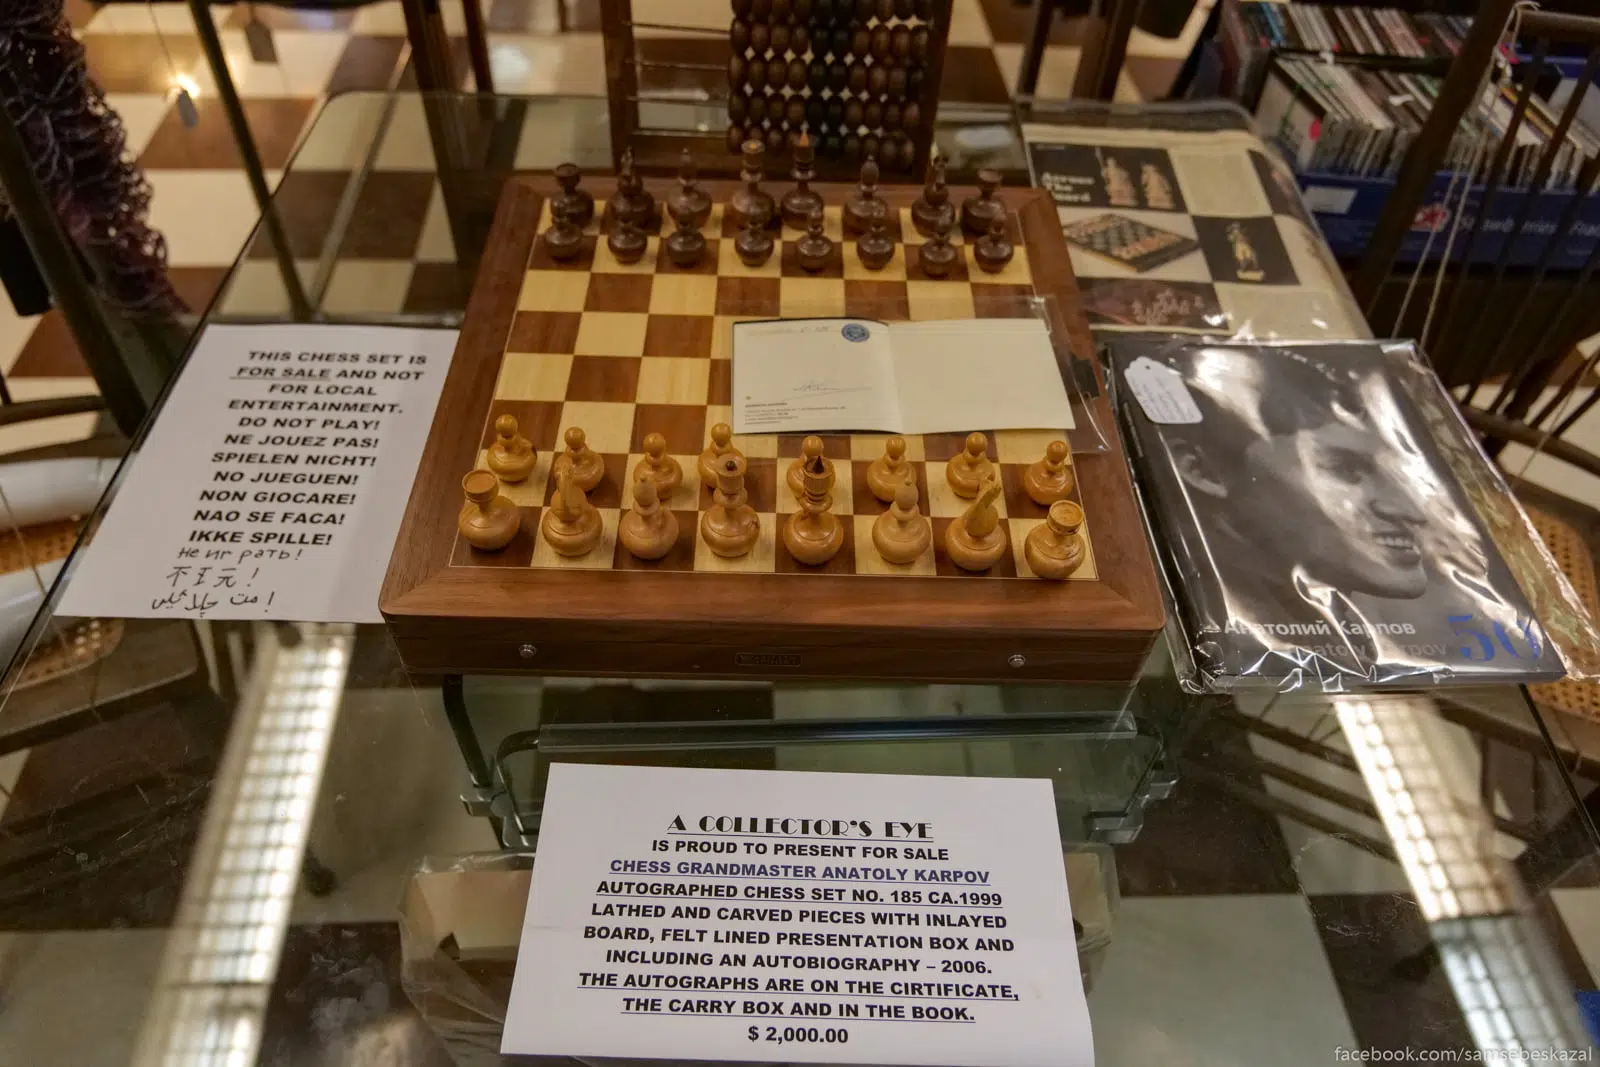 THIS CHESS SET IS
FOR SALE AND NOT
FOR LOCAL
ENTERTAINMENT.
DO NOT PLAY!
NE JOUEZ PAS!
SPIELEN NICHT!
NO JUEGUEN!
NON GIOCARE!
NAO SE FACA!
IKKE SPILLE!
Не играть!
Анатолий Карпов
Anatoly Karpov 50
A COLLECTOR'S EYE
IS PROUD TO PRESENT FOR SALE
CHESS GRANDMASTER ANATOLY KARPOV
AUTOGRAPHED CHESS SET NO. 185 CA.1999
LATHED AND CARVED PIECES WITH INLAYED
BOARD, FELT LINED PRESENTATION BOX AND
INCLUDING AN AUTOBIOGRAPHY – 2006.
THE AUTOGRAPHS ARE ON THE CIRTIFICATE,
THE CARRY BOX AND IN THE BOOK.
$ 2,000.00
facebook.com/samsebeskazal